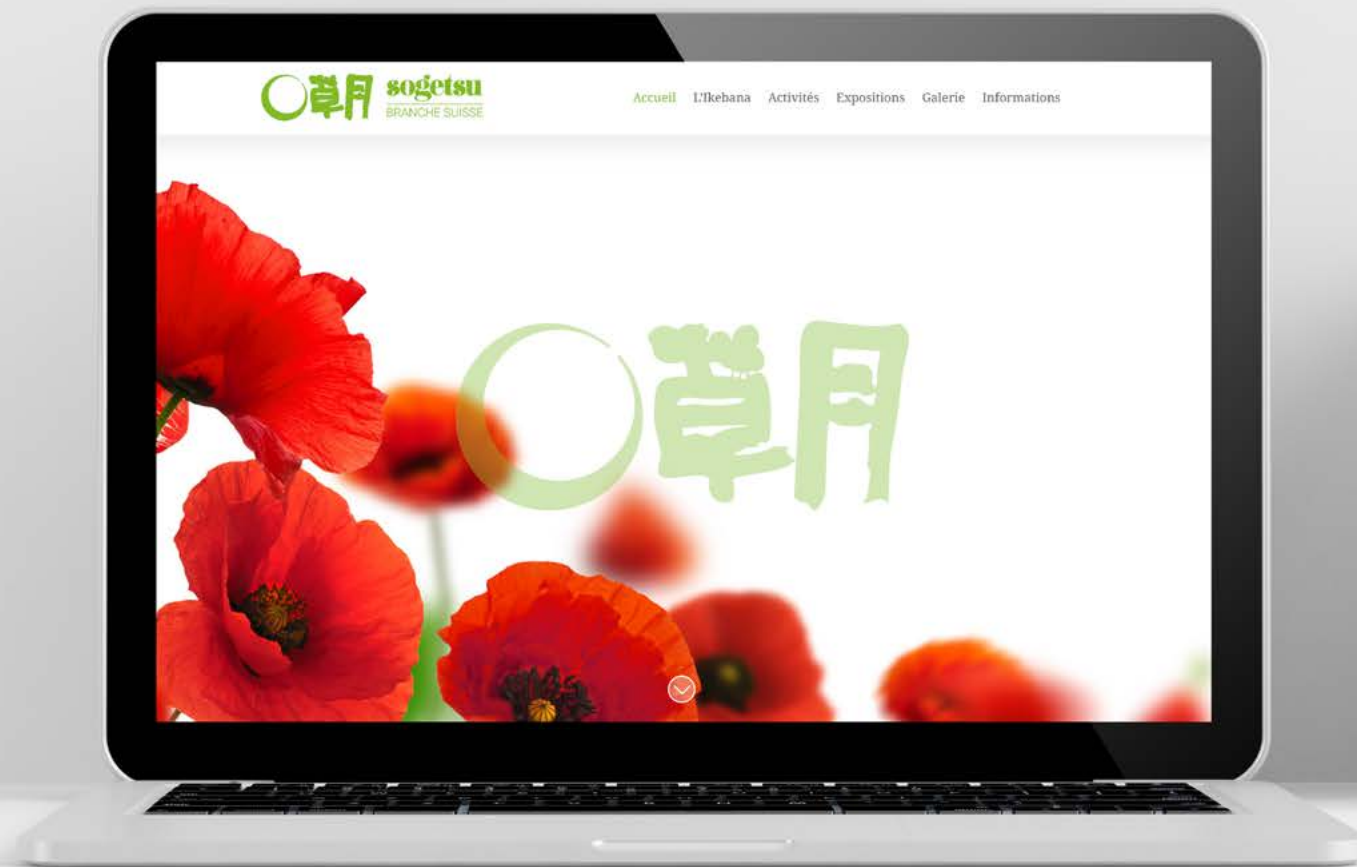 草月 sogetsu
BRANCHE SUISSE
Accueil L'Ikebana Activités Expositions Galerie Informations
草月